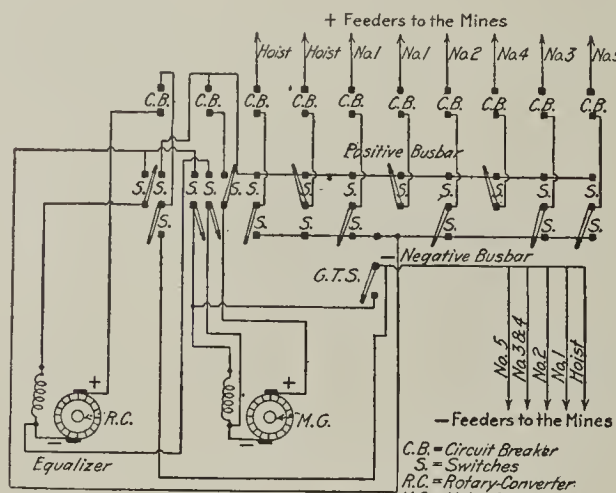 + Feeders to the Mines
Hoist Hoist No.1 No.1 No.2 No.4 No.3 No.5
C.B. C.B. C.B. C.B. C.B. C.B. C.B. C.B. C.B. C.B.
Positive Busbar
S. S. S. S. S. S. S. S. S. S. S. S. S. S.
S. S. S. S. S. S. S.
– Negative Busbar
G.T.S.
No.5 No.3&4 No.2 No.1 Hoist
+ +
R.C. M.G.
– –
– Feeders to the Mines
Equalizer
C.B. = Circuit Breaker
S. = Switches
R.C. = Rotary-Converter